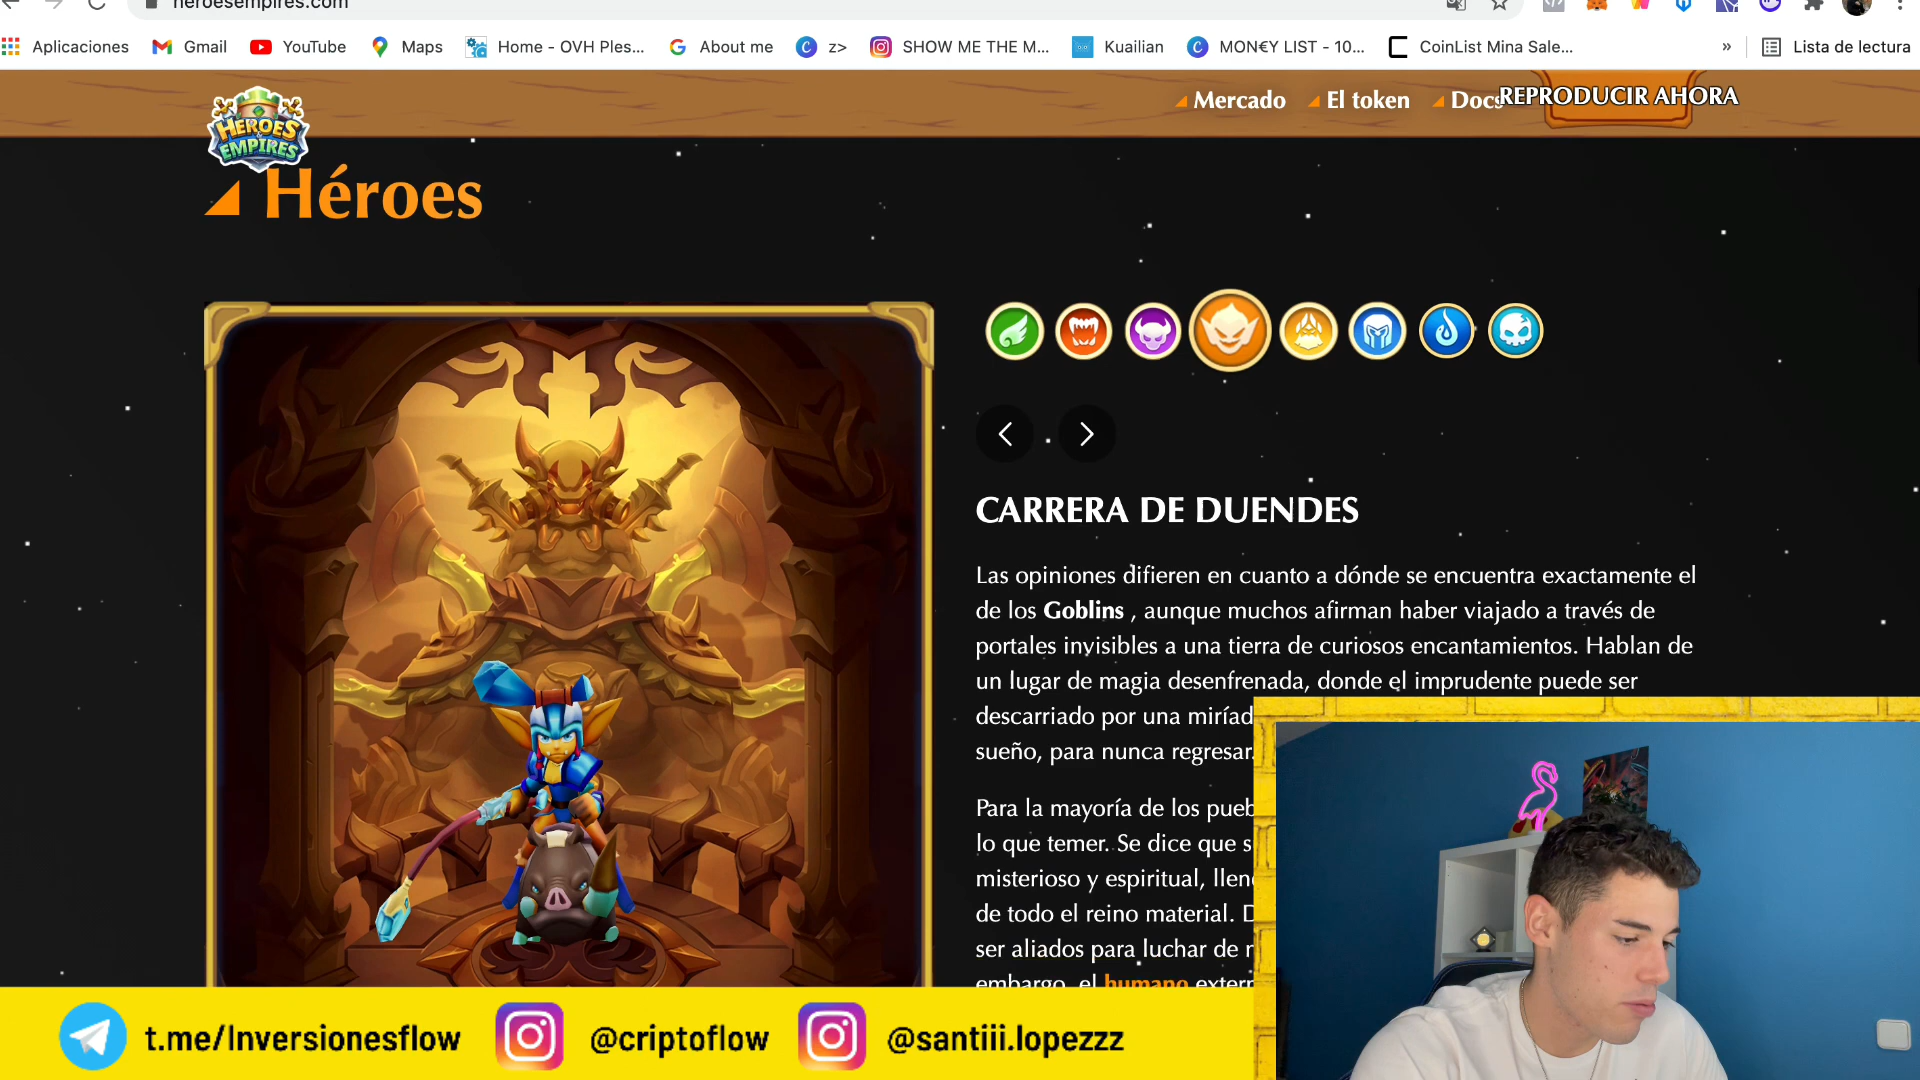 heroesempires.com
Aplicaciones
Gmail
YouTube
Maps
Home - OVH Ples...
About me
z>
SHOW ME THE M...
Kuailian
MON€Y LIST - 10...
CoinList Mina Sale...
»
Lista de lectura
HEROES & EMPIRES
Mercado
El token
Docs
REPRODUCIR AHORA
Héroes
CARRERA DE DUENDES
Las opiniones difieren en cuanto a dónde se encuentra exactamente el
de los Goblins , aunque muchos afirman haber viajado a través de
portales invisibles a una tierra de curiosos encantamientos. Hablan de
un lugar de magia desenfrenada, donde el imprudente puede ser
descarriado por una miríad
sueño, para nunca regresar.
Para la mayoría de los pueb
lo que temer. Se dice que s
misterioso y espiritual, llen
de todo el reino material. D
ser aliados para luchar de
embargo, el humano exterr
t.me/Inversionesflow
@criptoflow
@santiii.lopezzz